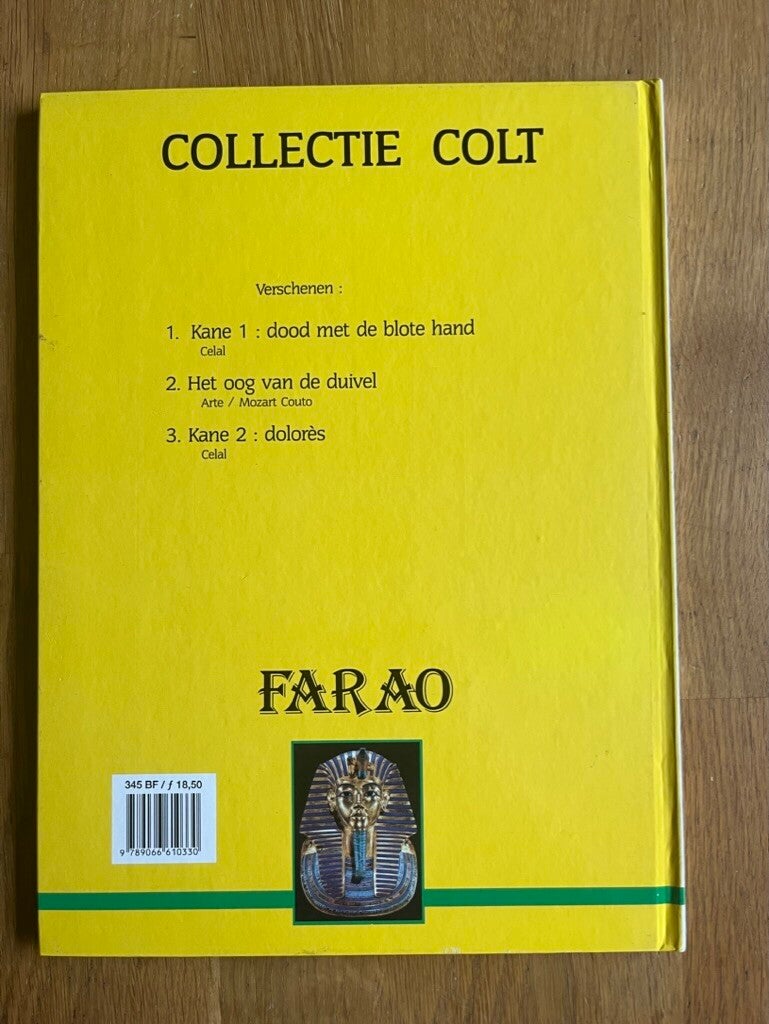 COLLECTIE COLT
Verschenen :
1. Kane 1 : dood met de blote hand
Celal
2. Het oog van de duivel
Arte / Mozart Couto
3. Kane 2 : dolorès
Celal
FARAO
345 BF / ƒ 18,50
9 789066 610330